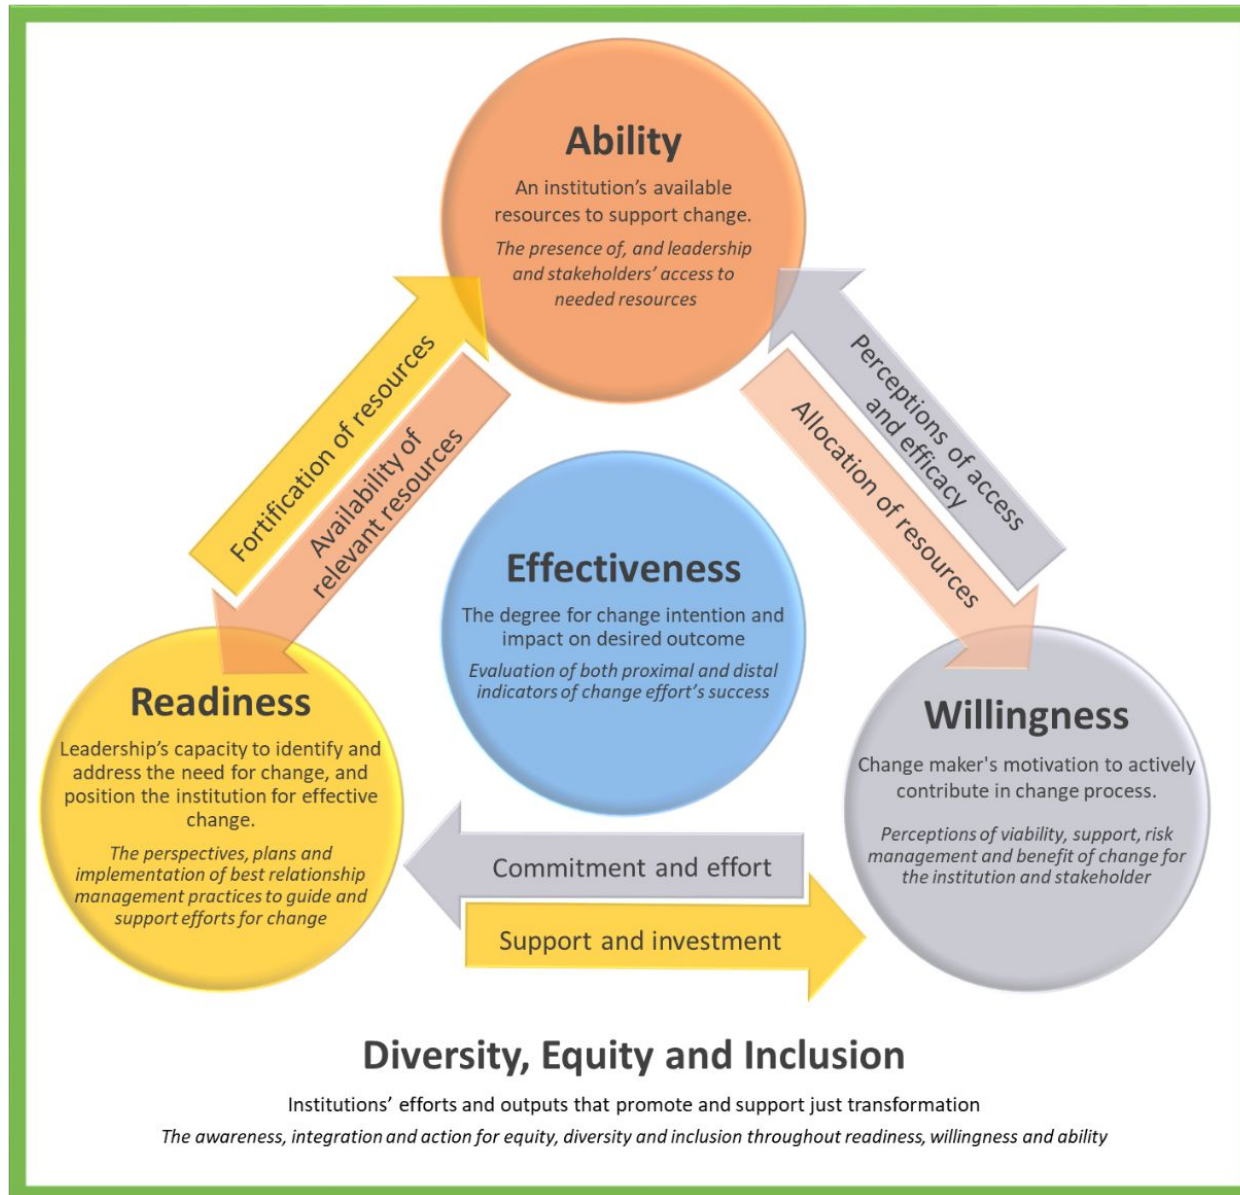 Ability
An institution's available
resources to support change.
The presence of, and leadership
and stakeholders' access to
needed resources
Fortification of resources
Availability of
relevant resources
Perceptions of access
and efficacy
Allocation of resources
Effectiveness
The degree for change intention and
impact on desired outcome
Evaluation of both proximal and distal
indicators of change effort's success
Readiness
Leadership's capacity to identify and
address the need for change, and
position the institution for effective
change.
The perspectives, plans and
implementation of best relationship
management practices to guide and
support efforts for change
Willingness
Change maker's motivation to actively
contribute in change process.
Perceptions of viability, support, risk
management and benefit of change for
the institution and stakeholder
Commitment and effort
Support and investment
Diversity, Equity and Inclusion
Institutions' efforts and outputs that promote and support just transformation
The awareness, integration and action for equity, diversity and inclusion throughout readiness, willingness and ability